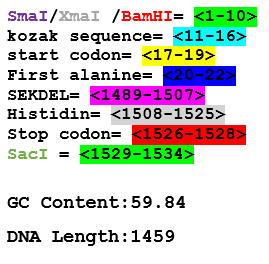 SmaI/XmaI /BamHI= <1-10>
kozak sequence= <11-16>
start codon= <17-19>
First alanine= <20-22>
SEKDEL= <1489-1507>
Histidin= <1508-1525>
Stop codon= <1526-1528>
SacI = <1529-1534>
GC Content:59.84
DNA Length:1459